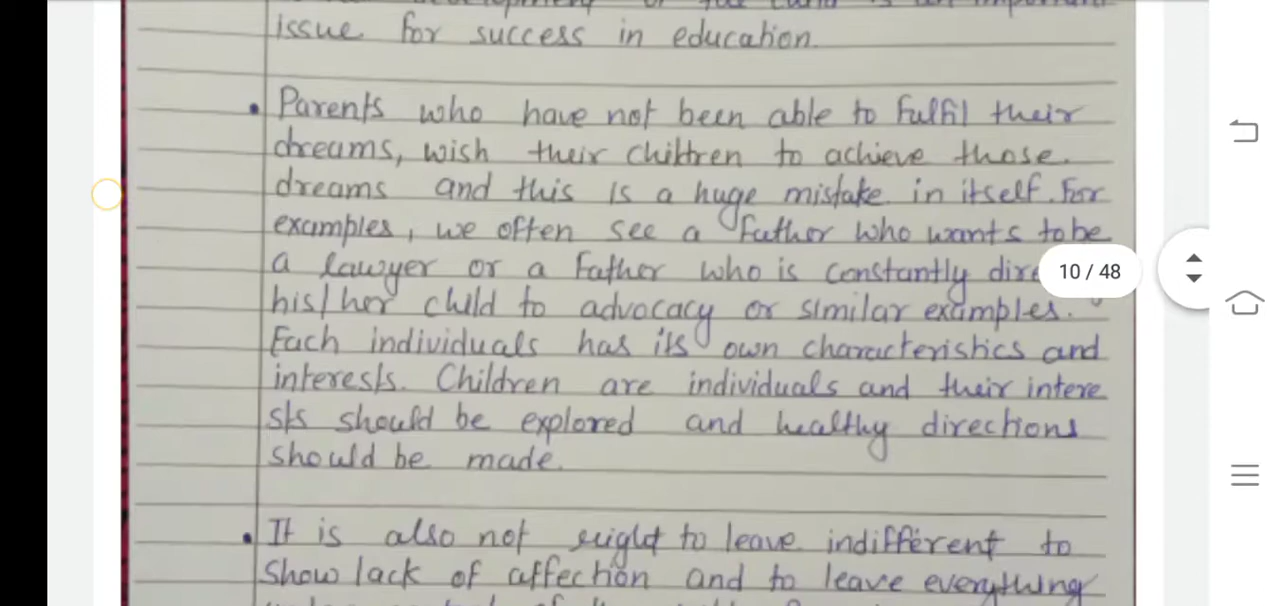 issue for success in education.
• Parents who have not been able to fulfil their
dreams, wish their children to achieve those
dreams and this is a huge mistake in itself. For
examples, we often see a father who wants to be
a lawyer or a father who is constantly dire
10 / 48
his/her child to advocacy or similar examples.
Each individuals has its own characteristics and
interests. Children are individuals and their intere
sts should be explored and healthy directions
should be made.
• It is also not right to leave indifferent to
show lack of affection and to leave everything